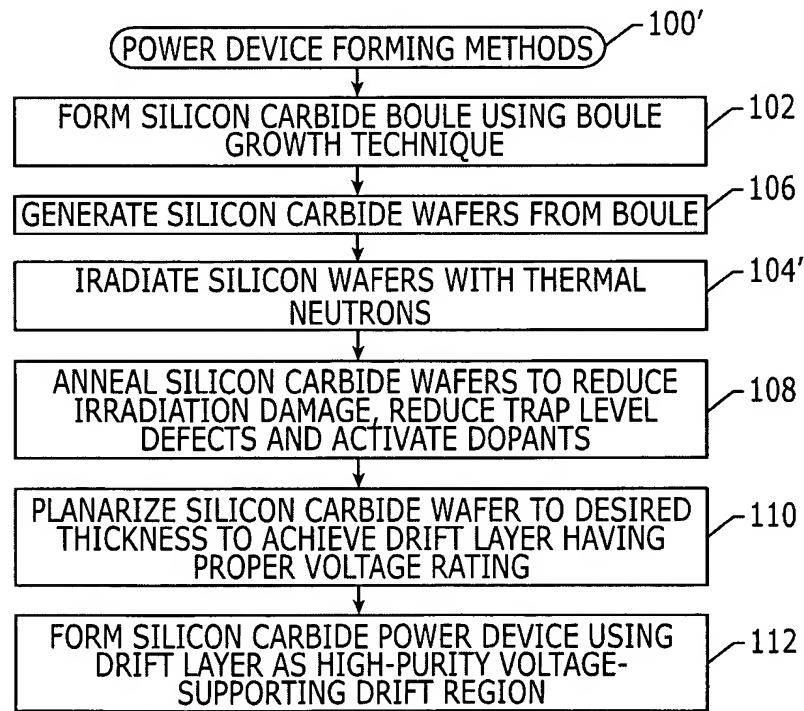 POWER DEVICE FORMING METHODS
100'
FORM SILICON CARBIDE BOULE USING BOULE
GROWTH TECHNIQUE
102
GENERATE SILICON CARBIDE WAFERS FROM BOULE
106
IRADIATE SILICON WAFERS WITH THERMAL
NEUTRONS
104'
ANNEAL SILICON CARBIDE WAFERS TO REDUCE
IRRADIATION DAMAGE, REDUCE TRAP LEVEL
DEFECTS AND ACTIVATE DOPANTS
108
PLANARIZE SILICON CARBIDE WAFER TO DESIRED
THICKNESS TO ACHIEVE DRIFT LAYER HAVING
PROPER VOLTAGE RATING
110
FORM SILICON CARBIDE POWER DEVICE USING
DRIFT LAYER AS HIGH-PURITY VOLTAGE-
SUPPORTING DRIFT REGION
112